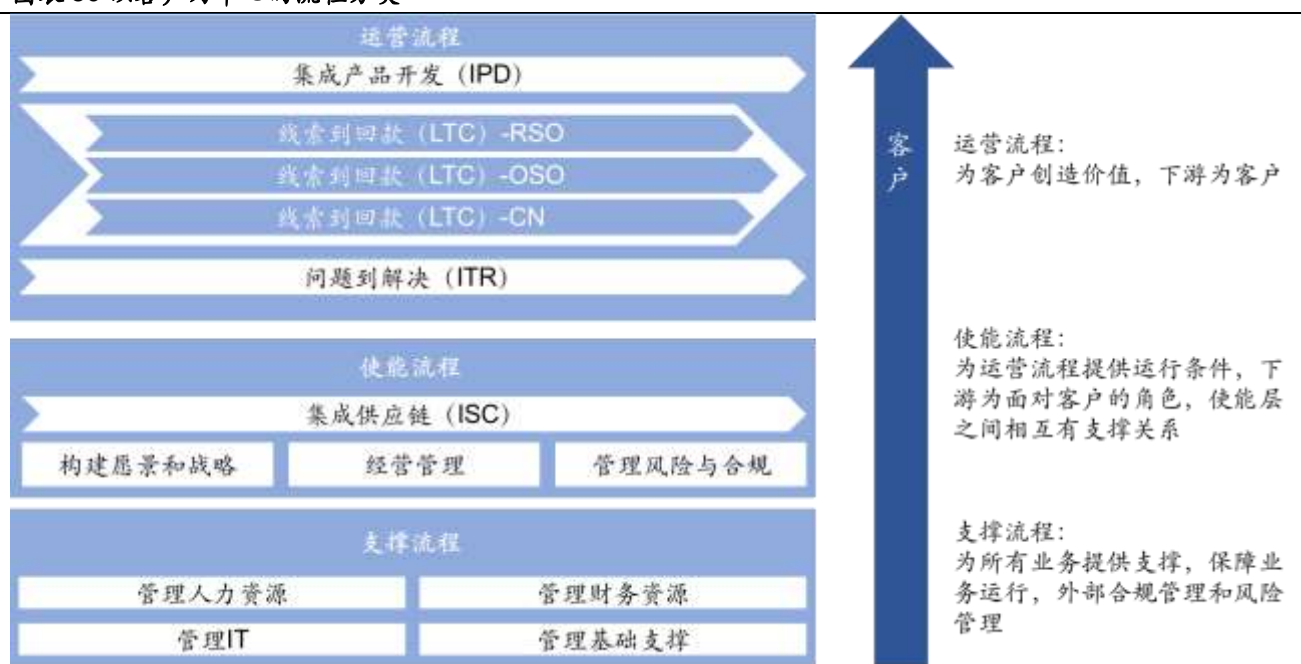 运营流程
集成产品开发（IPD）
线索到回款（LTC）-RSO
线索到回款（LTC）-OSO
线索到回款（LTC）-CN
问题到解决（ITR）
使能流程
集成供应链（ISC）
构建愿景和战略
经营管理
管理风险与合规
支撑流程
管理人力资源
管理财务资源
管理IT
管理基础支撑
客户
运营流程：
为客户创造价值，下游为客户
使能流程：
为运营流程提供运行条件，下
游为面对客户的角色，使能层
之间相互有支撑关系
支撑流程：
为所有业务提供支撑，保障业
务运行，外部合规管理和风险
管理